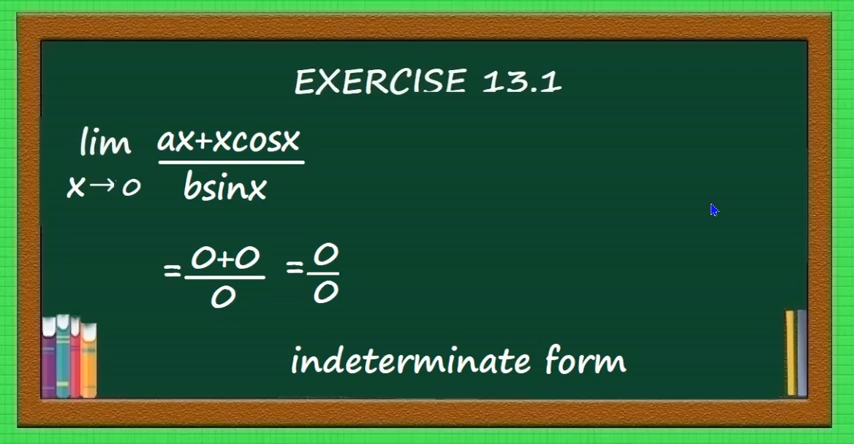 EXERCISE 13.1
lim ax+xcosx
x→0 bsinx
= 0+0 = 0
0 0
indeterminate form